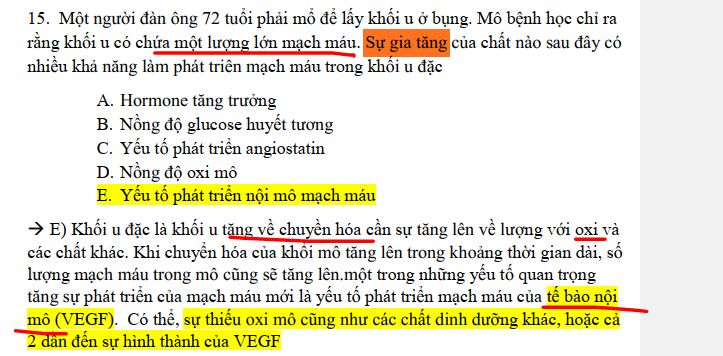 15. Một người đàn ông 72 tuổi phải mổ để lấy khối u ở bụng. Mô bệnh học chỉ ra
rằng khối u có chứa một lượng lớn mạch máu. Sự gia tăng của chất nào sau đây có
nhiều khả năng làm phát triên mạch máu trong khối u đặc
A. Hormone tăng trưởng
B. Nồng độ glucose huyết tương
C. Yếu tố phát triển angiostatin
D. Nồng độ oxi mô
E. Yếu tố phát triển nội mô mạch máu
→ E) Khối u đặc là khối u tăng về chuyền hóa cần sự tăng lên về lượng với oxi và
các chất khác. Khi chuyển hóa của khối mô tăng lên trong khoảng thời gian dài, số
lượng mạch máu trong mô cũng sẽ tăng lên.một trong những yếu tố quan trọng
tăng sự phát triển của mạch máu mới là yếu tố phát triển mạch máu của tế bào nội
mô (VEGF). Có thể, sự thiếu oxi mô cũng như các chất dinh dưỡng khác, hoặc cả
2 dẫn đến sự hình thành của VEGF